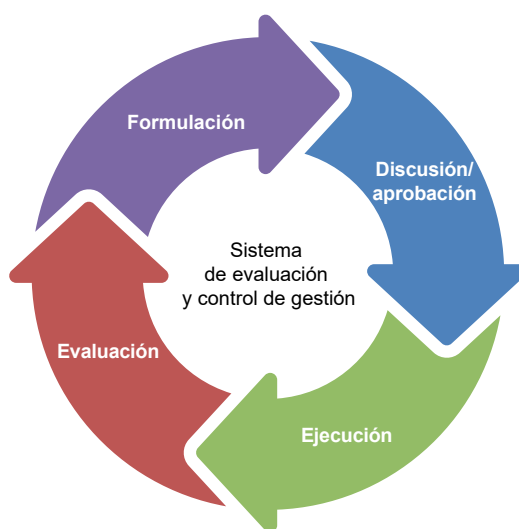 Formulación
Discusión/
aprobación
Sistema
de evaluación
y control de gestión
Evaluación
Ejecución